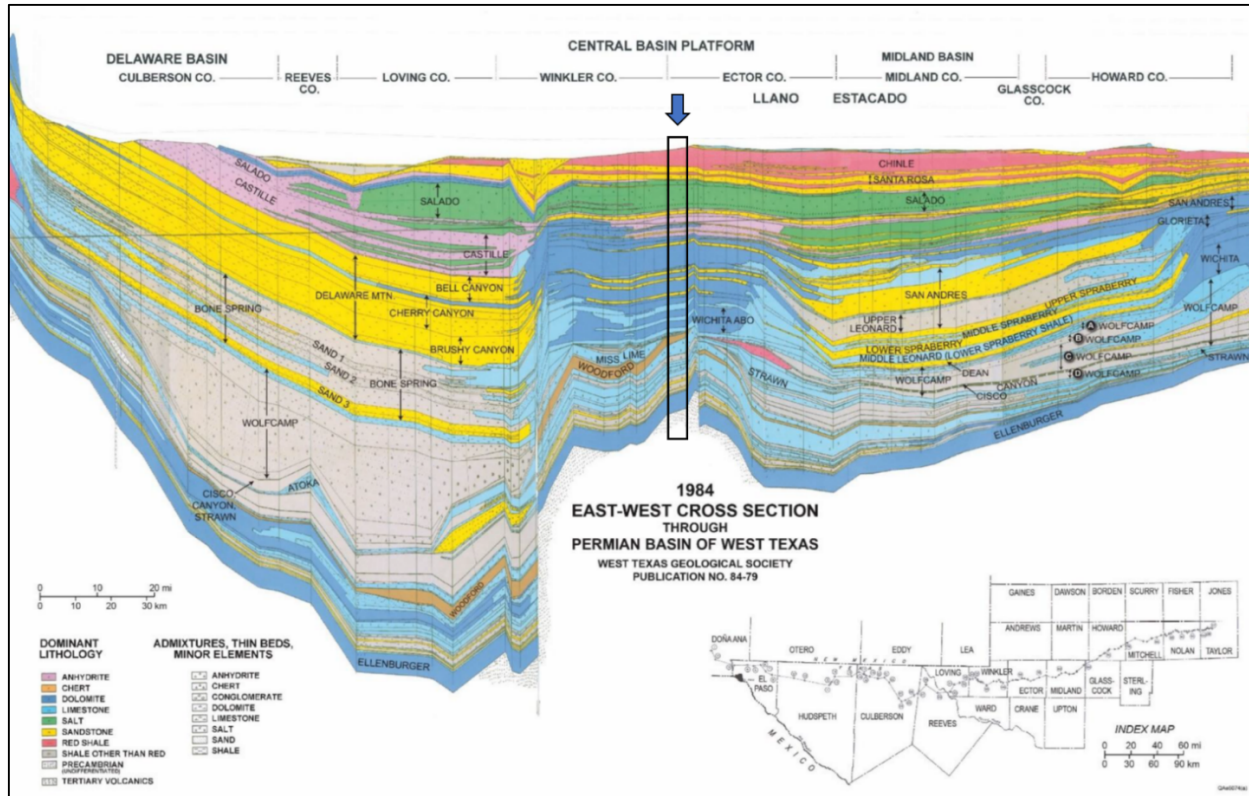 DELAWARE BASIN
CENTRAL BASIN PLATFORM
MIDLAND BASIN
CULBERSON CO.
REEVES CO.
LOVING CO.
WINKLER CO.
ECTOR CO.
MIDLAND CO.
GLASSCOCK CO.
HOWARD CO.
LLANO ESTACADO
SALADO
CASTILLE
SALADO
CASTILLE
BONE SPRING
DELAWARE MTN.
BELL CANYON
CHERRY CANYON
BRUSHY CANYON
SAND 1
SAND 2
SAND 3
BONE SPRING
WOLFCAMP
ATOKA
CISCO
CANYON,
STRAWN
WOODFORD
ELLENBURGER
MISS LIME
WOODFORD
WICHITA ABO
STRAWN
CHINLE
SANTA ROSA
SALADO
SAN ANDRES
GLORIETA
WICHITA
SAN ANDRES
UPPER LEONARD
UPPER SPRABERRY
MIDDLE SPRABERRY
LOWER SPRABERRY
MIDDLE LEONARD (LOWER SPRABERRY SHALE)
DEAN
WOLFCAMP
CISCO
CANYON
WOLFCAMP
A WOLFCAMP
B WOLFCAMP
C WOLFCAMP
D WOLFCAMP
STRAWN
ELLENBURGER
1984
EAST-WEST CROSS SECTION
THROUGH
PERMIAN BASIN OF WEST TEXAS
WEST TEXAS GEOLOGICAL SOCIETY
PUBLICATION NO. 84-79
0 10 20 mi
0 10 20 30 km
DOMINANT
LITHOLOGY
ANHYDRITE
CHERT
DOLOMITE
LIMESTONE
SALT
SANDSTONE
RED SHALE
SHALE OTHER THAN RED
PRECAMBRIAN
(UNDIFFERENTIATED)
TERTIARY VOLCANICS
ADMIXTURES, THIN BEDS,
MINOR ELEMENTS
ANHYDRITE
CHERT
CONGLOMERATE
DOLOMITE
LIMESTONE
SALT
SAND
SHALE
GAINES
DAWSON
BORDEN
SCURRY
FISHER
JONES
ANDREWS
MARTIN
HOWARD
MITCHELL
NOLAN
TAYLOR
DOÑA ANA
OTERO
EDDY
LEA
NEW MEXICO
TEXAS
EL PASO
HUDSPETH
CULBERSON
REEVES
LOVING
WINKLER
WARD
CRANE
ECTOR
MIDLAND
UPTON
GLASS-
COCK
STERL-
ING
MEXICO
INDEX MAP
0 20 40 60 mi
0 30 60 90 km